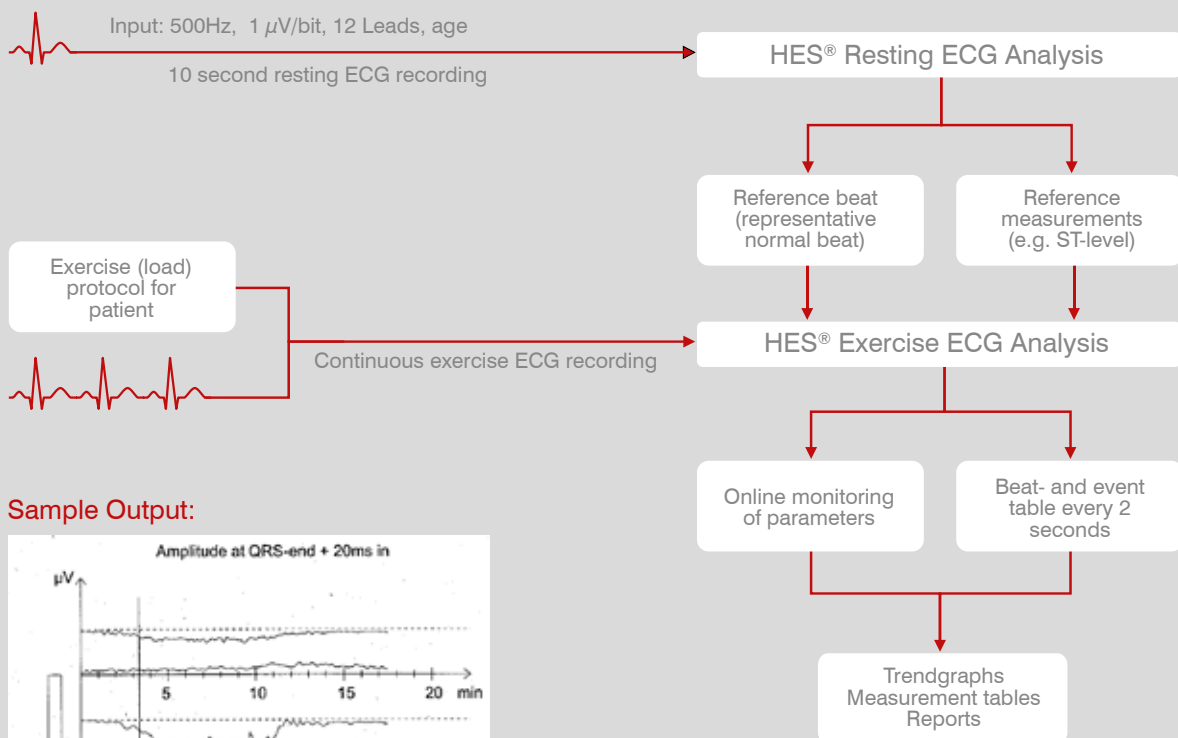 Input: 500Hz,  1 µV/bit, 12 Leads, age
10 second resting ECG recording
HES® Resting ECG Analysis
Reference beat
(representative
normal beat)
Reference
measurements
(e.g. ST-level)
Exercise (load)
protocol for
patient
Continuous exercise ECG recording
HES® Exercise ECG Analysis
Online monitoring
of parameters
Beat- and event
table every 2
seconds
Sample Output:
Amplitude at QRS-end + 20ms in
µV
5 10 15 20 min
Trendgraphs
Measurement tables
Reports